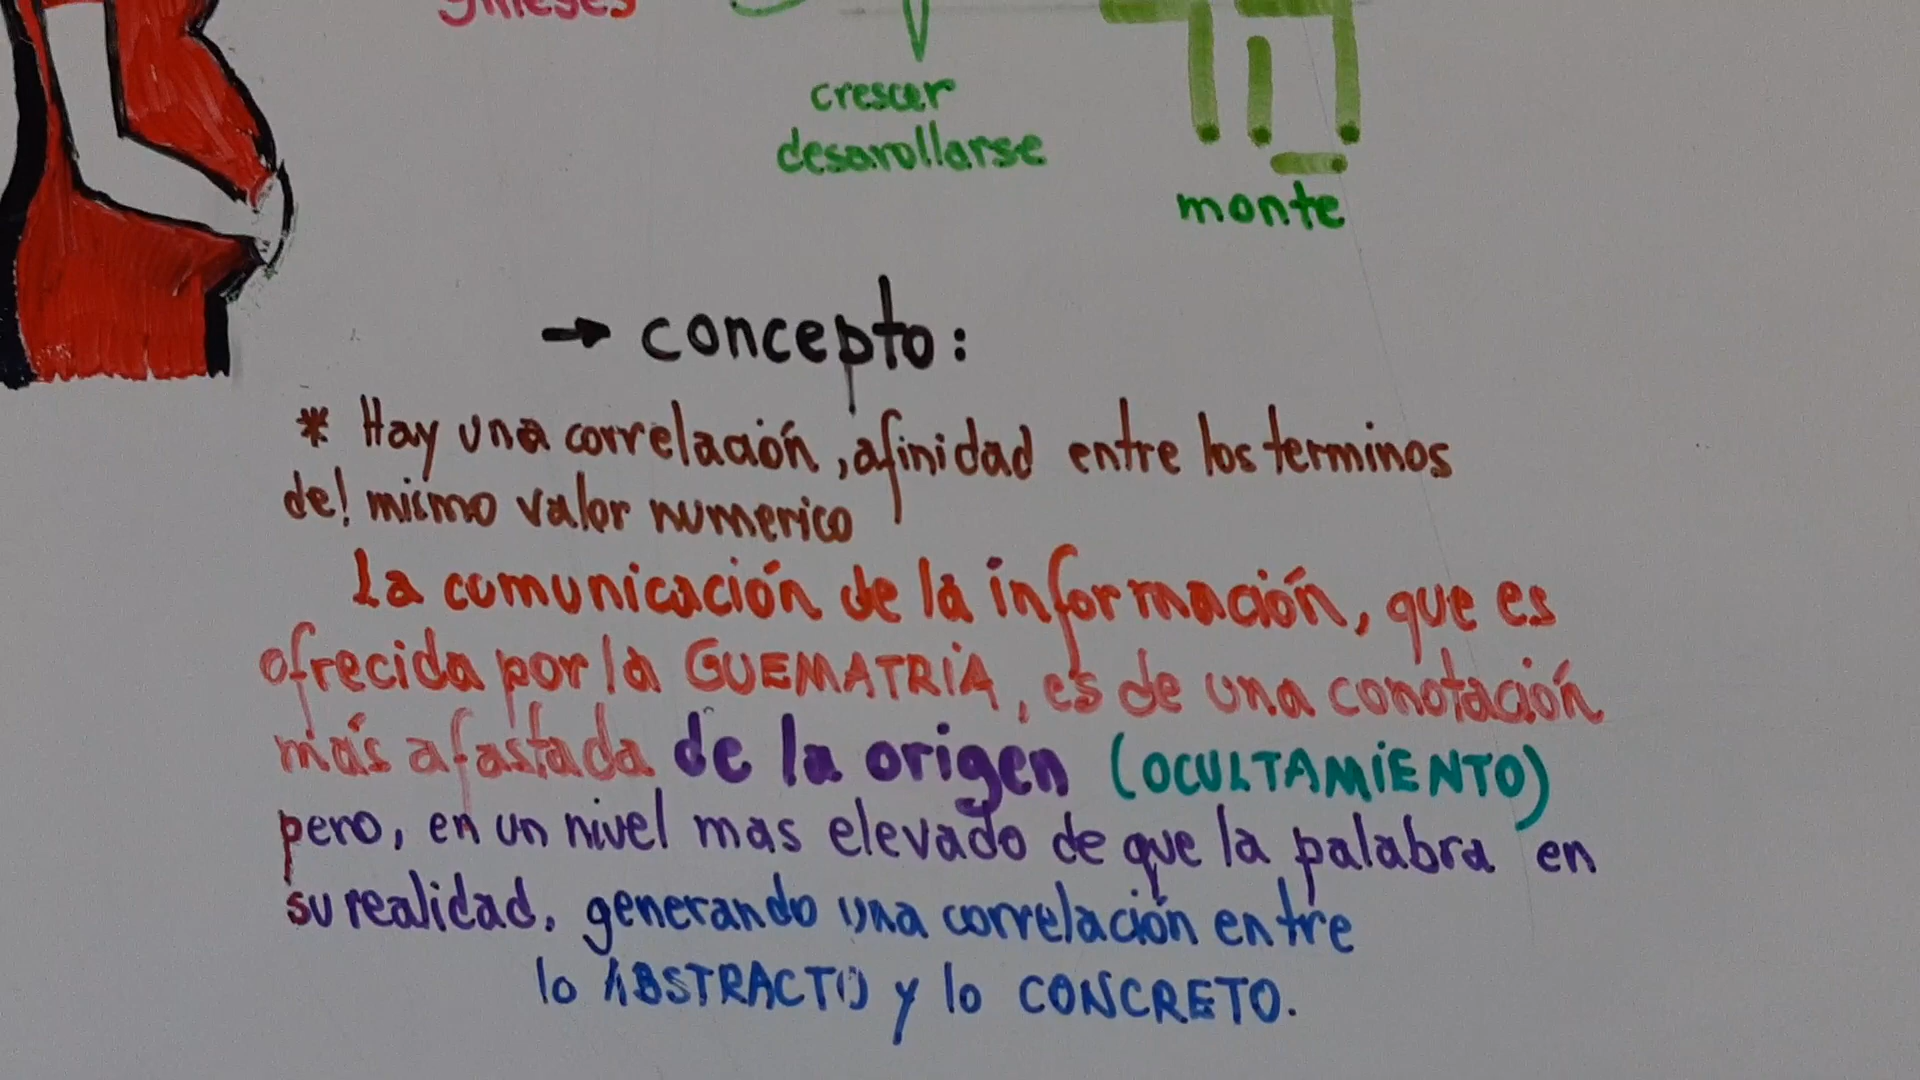 9 meses
crescer
desarollarse
monte
→ concepto:
* Hay una correlación, afinidad entre los terminos
del mismo valor numerico
La comunicación de la información, que es
ofrecida por la GUEMATRIA, es de una conotación
más afastada de la origen (OCULTAMIENTO)
pero, en un nivel mas elevado de que la palabra en
su realidad, generando una correlación entre
lo ABSTRACTO y lo CONCRETO.